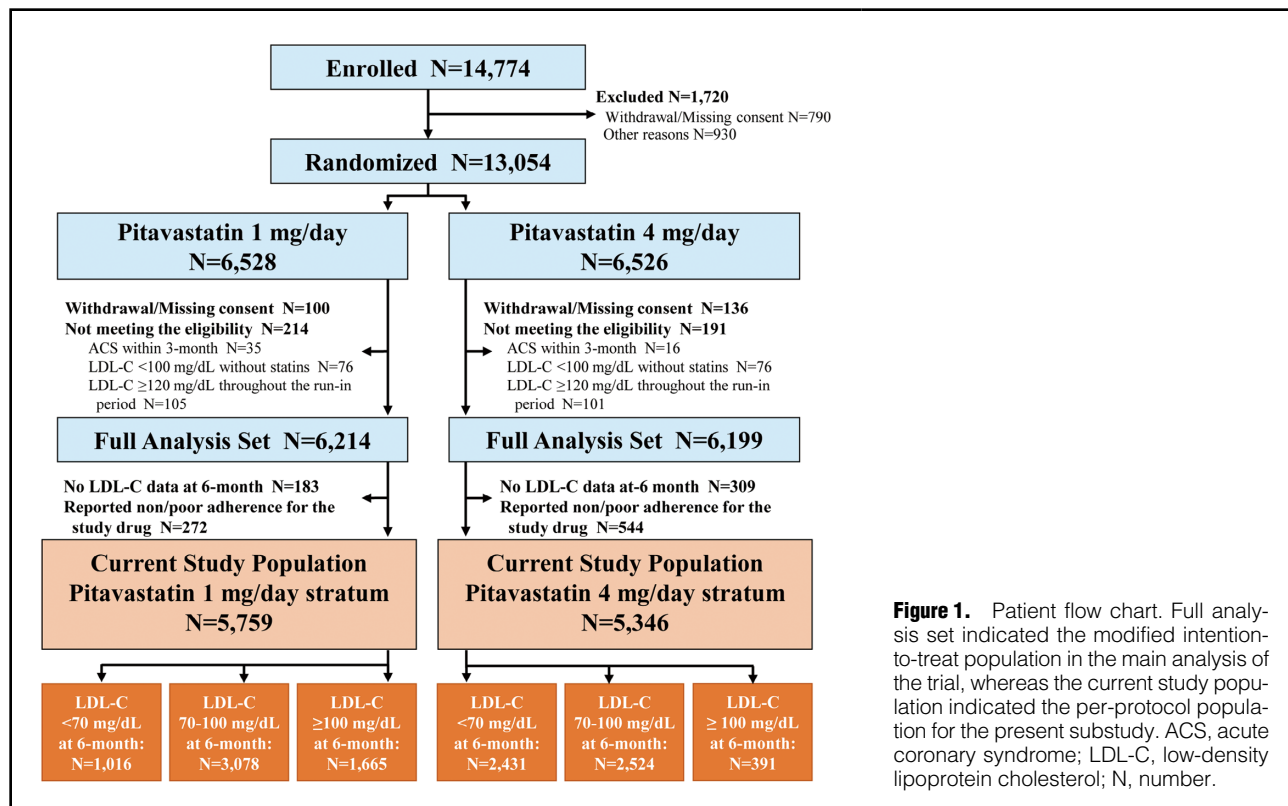 Enrolled N=14,774
Excluded N=1,720
Withdrawal/Missing consent N=790
Other reasons N=930
Randomized N=13,054
Pitavastatin 1 mg/day
N=6,528
Pitavastatin 4 mg/day
N=6,526
Withdrawal/Missing consent N=100
Not meeting the eligibility N=214
ACS within 3-month N=35
LDL-C <100 mg/dL without statins N=76
LDL-C ≥120 mg/dL throughout the run-in
period N=105
Withdrawal/Missing consent N=136
Not meeting the eligibility N=191
ACS within 3-month N=16
LDL-C <100 mg/dL without statins N=76
LDL-C ≥120 mg/dL throughout the run-in
period N=101
Full Analysis Set N=6,214
Full Analysis Set N=6,199
No LDL-C data at 6-month N=183
Reported non/poor adherence for the
study drug N=272
No LDL-C data at-6 month N=309
Reported non/poor adherence for the
study drug N=544
Current Study Population
Pitavastatin 1 mg/day stratum
N=5,759
Current Study Population
Pitavastatin 4 mg/day stratum
N=5,346
LDL-C
<70 mg/dL
at 6-month:
N=1,016
LDL-C
70-100 mg/dL
at 6-month:
N=3,078
LDL-C
≥100 mg/dL
at 6-month:
N=1,665
LDL-C
<70 mg/dL
at 6-month:
N=2,431
LDL-C
70-100 mg/dL
at 6-month:
N=2,524
LDL-C
≥ 100 mg/dL
at 6-month:
N=391
Figure 1. Patient flow chart. Full analy-
sis set indicated the modified intention-
to-treat population in the main analysis of
the trial, whereas the current study popu-
lation indicated the per-protocol popula-
tion for the present substudy. ACS, acute
coronary syndrome; LDL-C, low-density
lipoprotein cholesterol; N, number.